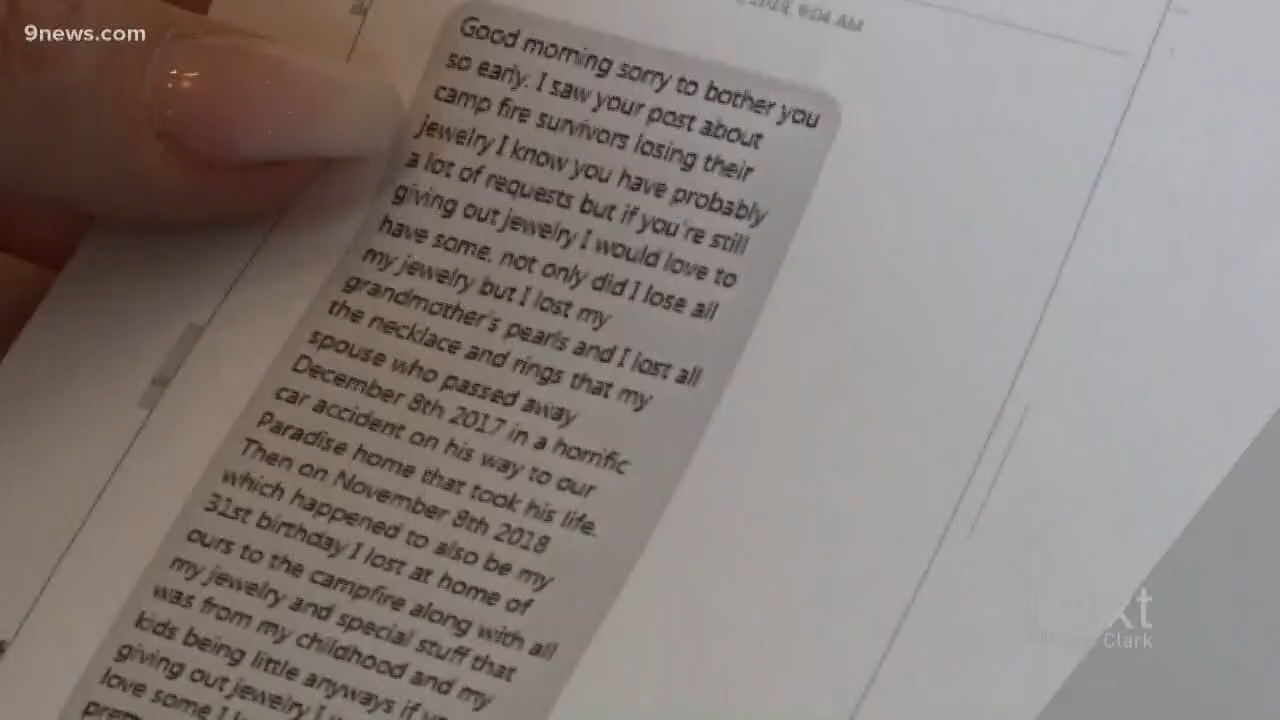 9news.com
9:04 AM
Good morning sorry to bother you
so early. I saw your post about
camp fire survivors losing their
jewelry I know you have probably
a lot of requests but if you're still
giving out jewelry I would love to
have some. not only did I lose all
my jewelry but I lost my
grandmother's pearls and I lost all
the necklace and rings that my
spouse who passed away
December 8th 2017 in a horrific
car accident on his way to our
Paradise home that took his life.
Then on November 8th 2018
which happened to also be my
31st birthday I lost at home of
ours to the campfire along with all
my jewelry and special stuff that
was from my childhood and my
kids being little anyways if
giving out jewelry I
love some I
Clark